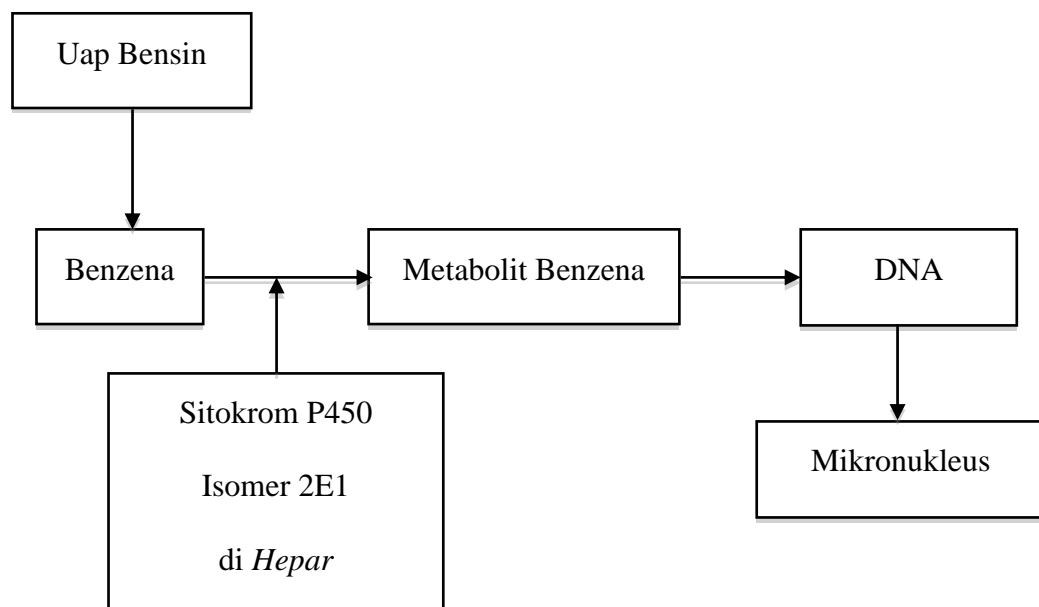 Uap Bensin
Benzena
Metabolit Benzena
DNA
Sitokrom P450
Isomer 2E1
di Hepar
Mikronukleus